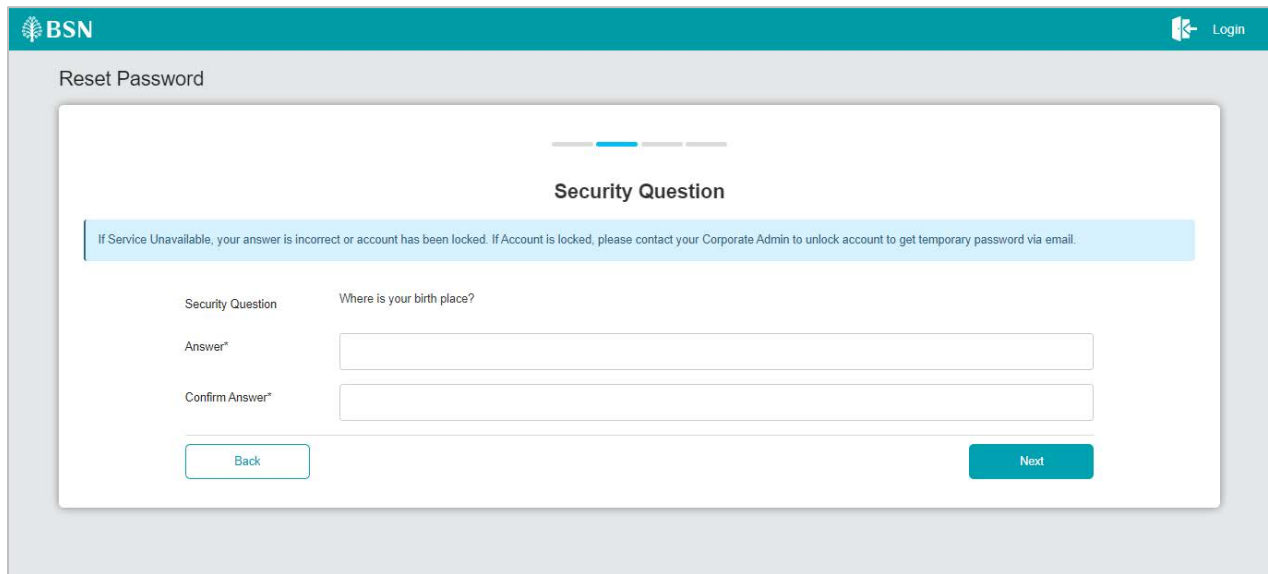 BSN
Login
Reset Password
Security Question
If Service Unavailable, your answer is incorrect or account has been locked. If Account is locked, please contact your Corporate Admin to unlock account to get temporary password via email.
Security Question
Where is your birth place?
Answer*
Confirm Answer*
Back
Next